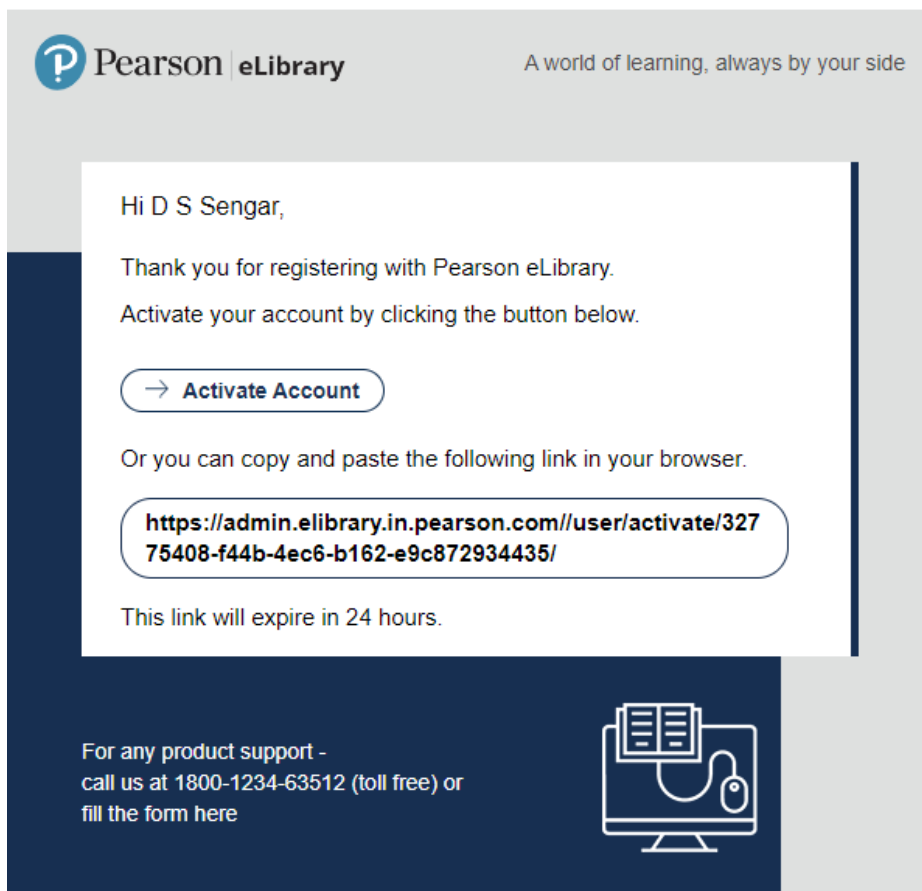 Pearson eLibrary
A world of learning, always by your side
Hi D S Sengar,
Thank you for registering with Pearson eLibrary.
Activate your account by clicking the button below.
→ Activate Account
Or you can copy and paste the following link in your browser.
https://admin.elibrary.in.pearson.com//user/activate/327
75408-f44b-4ec6-b162-e9c872934435/
This link will expire in 24 hours.
For any product support -
call us at 1800-1234-63512 (toll free) or
fill the form here